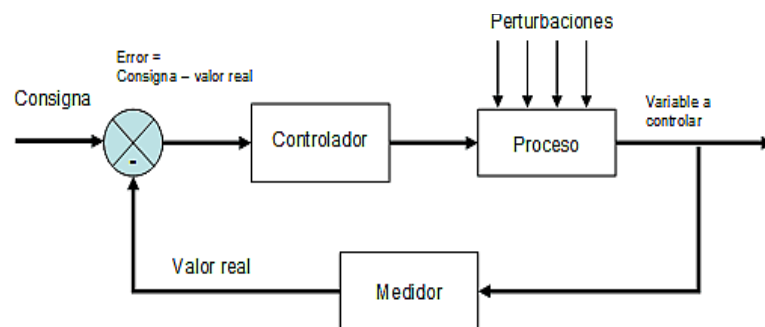 Perturbaciones
Error =
Consigna – valor real
Consigna
Variable a
controlar
Controlador
Proceso
-
Valor real
Medidor